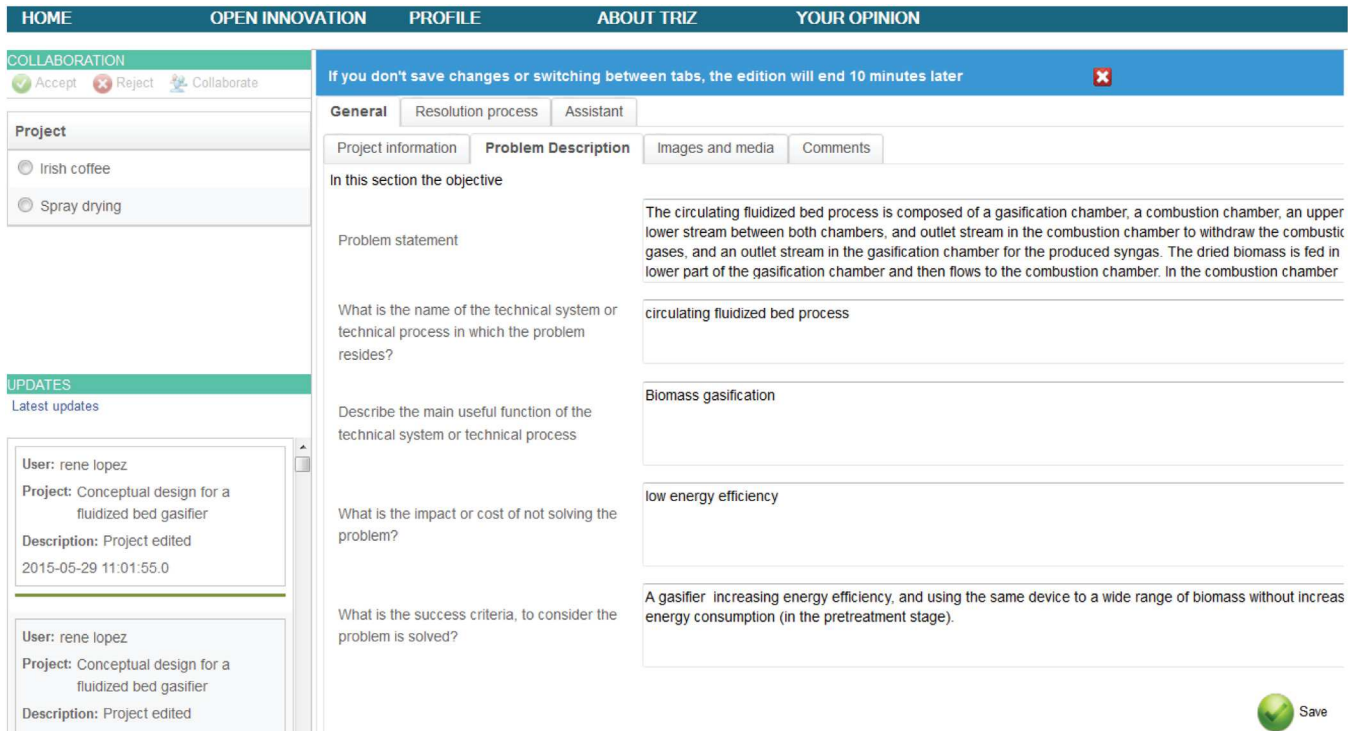 HOME OPEN INNOVATION PROFILE ABOUT TRIZ YOUR OPINION
COLLABORATION
Accept Reject Collaborate
Project
Irish coffee
Spray drying
UPDATES
Latest updates
User: rene lopez
Project: Conceptual design for a
fluidized bed gasifier
Description: Project edited
2015-05-29 11:01:55.0
User: rene lopez
Project: Conceptual design for a
fluidized bed gasifier
Description: Project edited
If you don't save changes or switching between tabs, the edition will end 10 minutes later
General Resolution process Assistant
Project information Problem Description Images and media Comments
In this section the objective
Problem statement
The circulating fluidized bed process is composed of a gasification chamber, a combustion chamber, an upper
lower stream between both chambers, and outlet stream in the combustion chamber to withdraw the combustic
gases, and an outlet stream in the gasification chamber for the produced syngas. The dried biomass is fed in
lower part of the gasification chamber and then flows to the combustion chamber. In the combustion chamber
What is the name of the technical system or
technical process in which the problem
resides?
circulating fluidized bed process
Describe the main useful function of the
technical system or technical process
Biomass gasification
What is the impact or cost of not solving the
problem?
low energy efficiency
What is the success criteria, to consider the
problem is solved?
A gasifier increasing energy efficiency, and using the same device to a wide range of biomass without increas
energy consumption (in the pretreatment stage).
Save